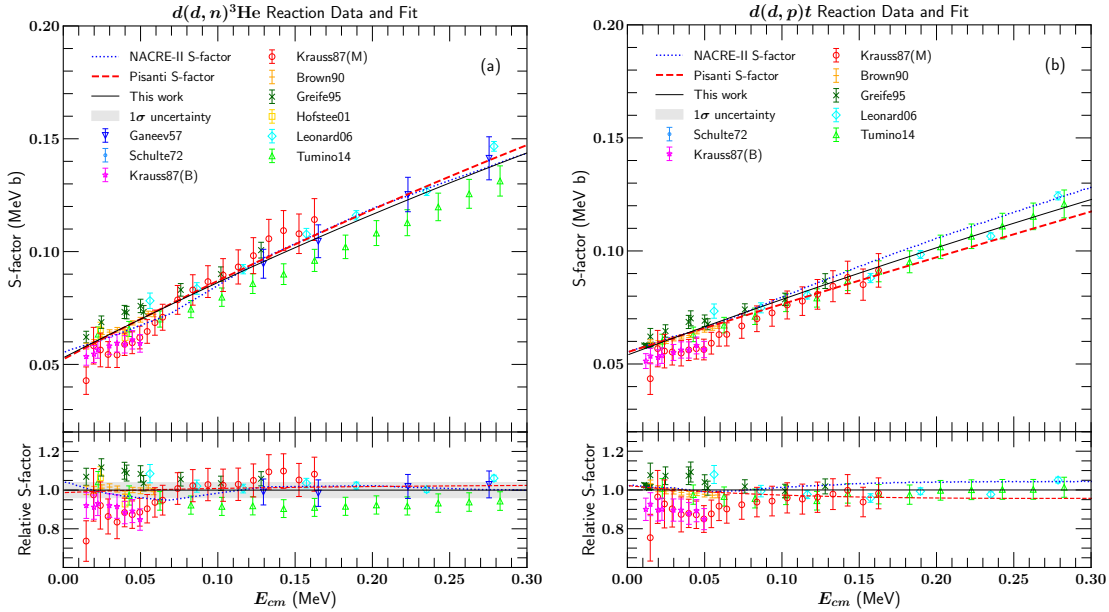 d(d, n)³He Reaction Data and Fit
0.20
0.15
0.10
0.05
S-factor (MeV b)
(a)
NACRE-II S-factor
Pisanti S-factor
This work
1σ uncertainty
Ganeev57
Schulte72
Krauss87(B)
Krauss87(M)
Brown90
Greife95
Hofstee01
Leonard06
Tumino14
1.2
1.0
0.8
Relative S-factor
0.00 0.05 0.10 0.15 0.20 0.25 0.30
E_cm (MeV)
d(d, p)t Reaction Data and Fit
0.20
0.15
0.10
0.05
S-factor (MeV b)
(b)
NACRE-II S-factor
Pisanti S-factor
This work
1σ uncertainty
Schulte72
Krauss87(B)
Krauss87(M)
Brown90
Greife95
Leonard06
Tumino14
1.2
1.0
0.8
Relative S-factor
0.00 0.05 0.10 0.15 0.20 0.25 0.30
E_cm (MeV)